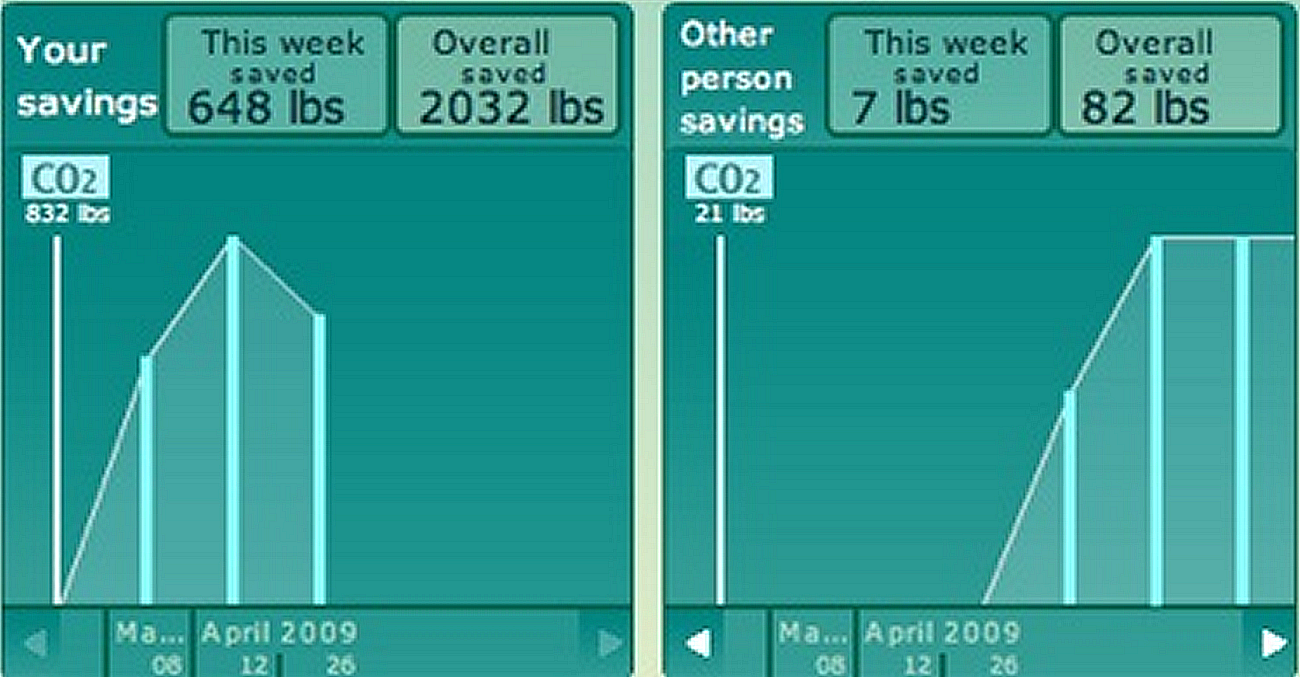 Your
savings
This week
saved
648 lbs
Overall
saved
2032 lbs
CO2
832 lbs
Ma... April 2009
08 12 26
Other
person
savings
This week
saved
7 lbs
Overall
saved
82 lbs
CO2
21 lbs
Ma... April 2009
08 12 26